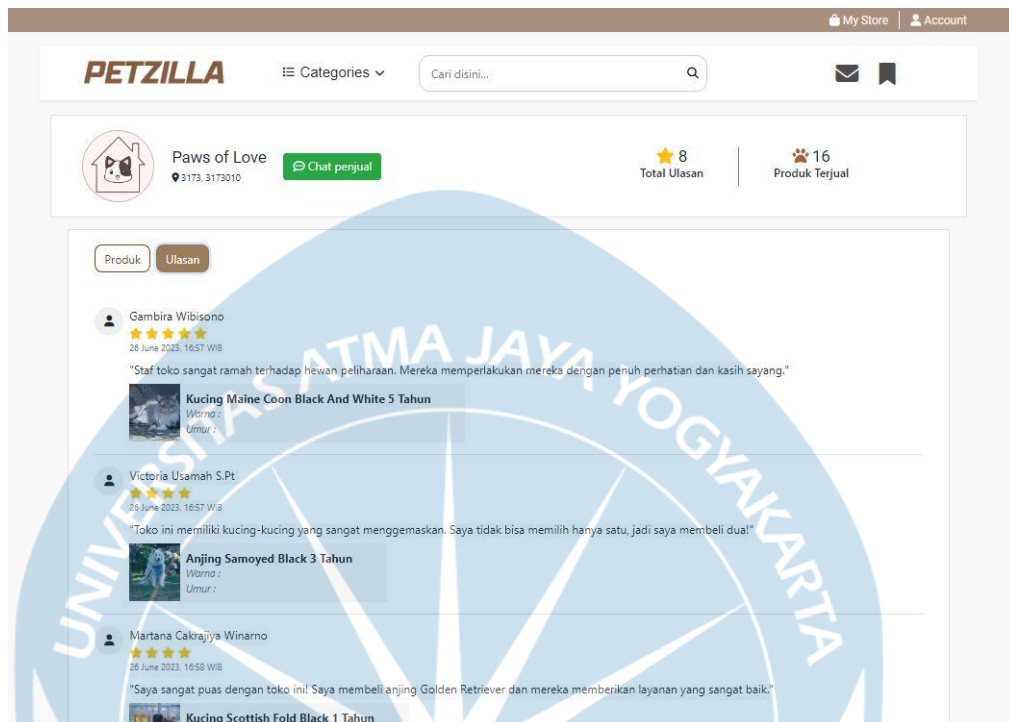 My Store
Account
PETZILLA
Categories
Cari disini...
Paws of Love
3173, 3173010
Chat penjual
8
Total Ulasan
16
Produk Terjual
Produk
Ulasan
Gambira Wibisono
26 June 2023, 16:57 WIB
"Staf toko sangat ramah terhadap hewan peliharaan. Mereka memperlakukan mereka dengan penuh perhatian dan kasih sayang."
Kucing Maine Coon Black And White 5 Tahun
Warna :
Umur :
Victoria Usamah S.Pt
26 June 2023, 16:57 WIB
"Toko ini memiliki kucing-kucing yang sangat menggemaskan. Saya tidak bisa memilih hanya satu, jadi saya membeli dua!"
Anjing Samoyed Black 3 Tahun
Warna :
Umur :
Martana Cakrajiya Winarno
26 June 2023, 16:58 WIB
"Saya sangat puas dengan toko ini! Saya membeli anjing Golden Retriever dan mereka memberikan layanan yang sangat baik."
Kucing Scottish Fold Black 1 Tahun
UNIVERSITAS ATMA JAYA YOGYAKARTA